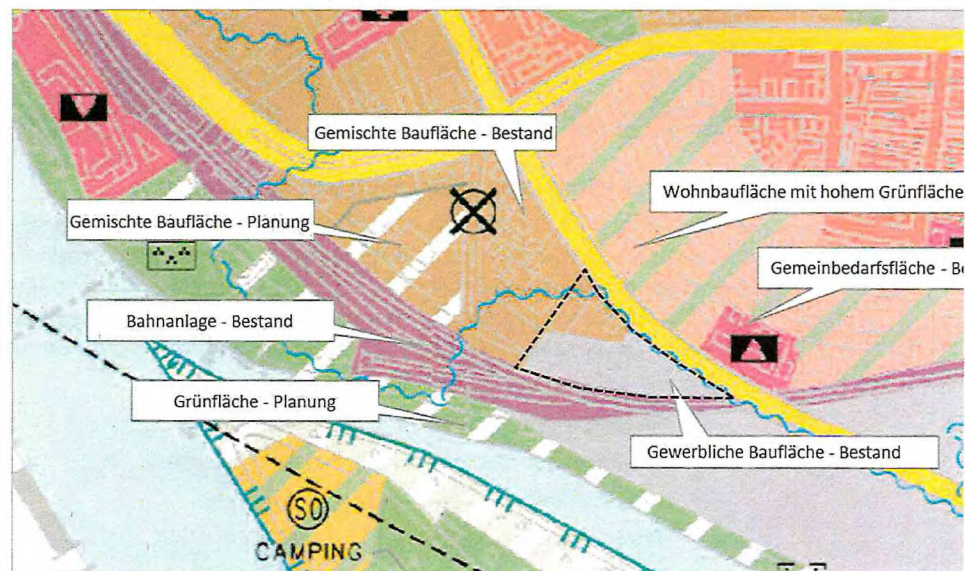 Gemischte Baufläche - Bestand
Wohnbaufläche mit hohem Grünfläche
Gemischte Baufläche - Planung
Gemeinbedarfsfläche - Be
Bahnanlage - Bestand
Grünfläche - Planung
Gewerbliche Baufläche - Bestand
SO
CAMPING